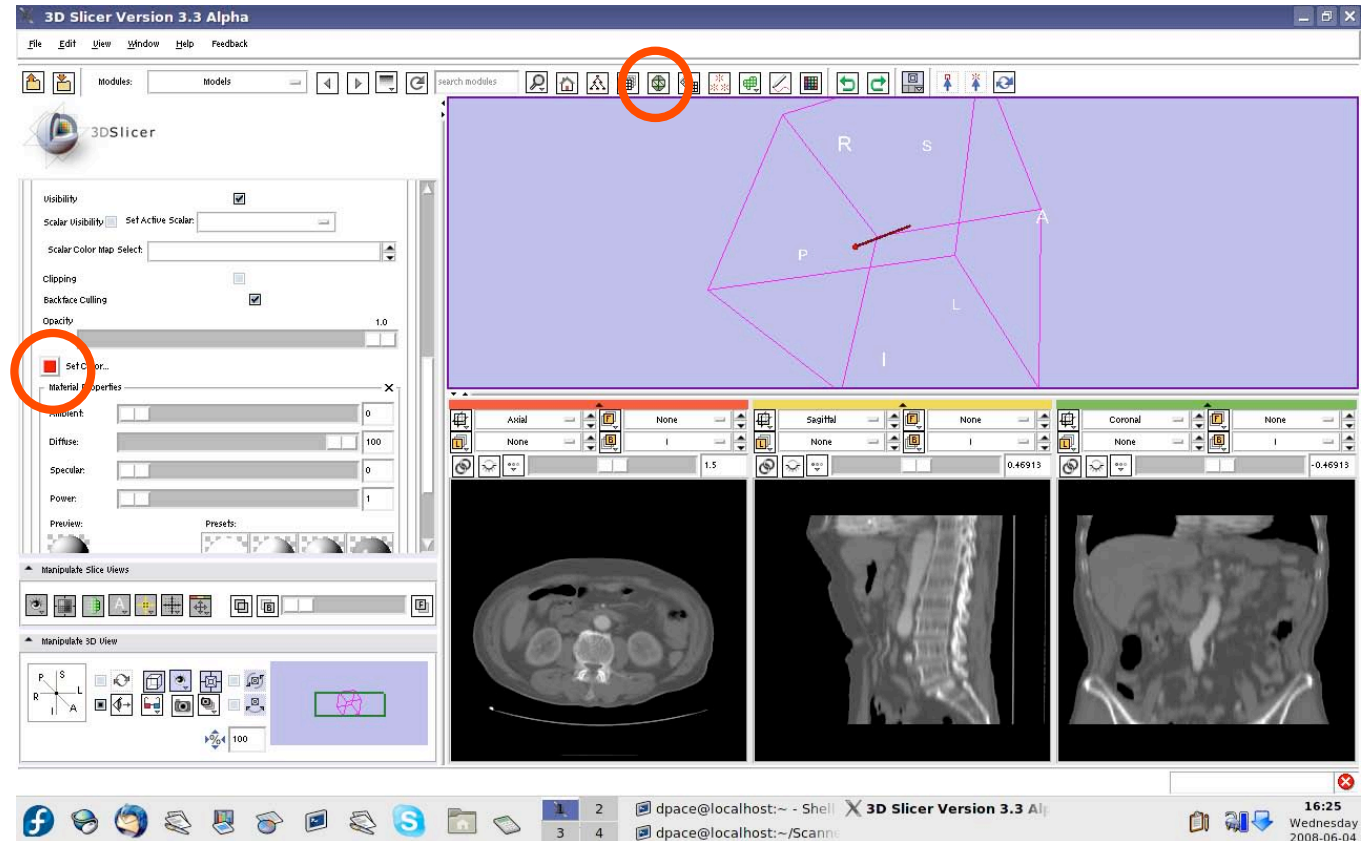 3D Slicer Version 3.3 Alpha
File Edit View Window Help Feedback
Modules: Models search modules
3DSlicer
Visibility
Scalar Visibility Set Active Scalar:
Scalar Color Map Select:
Clipping
Backface Culling
Opacity
1.0
Set Color...
Material Properties
Ambient: 0
Diffuse: 100
Specular: 0
Power: 1
Preview: Presets:
Manipulate Slice Views
Manipulate 3D View
P S
R L
I A
100
R S
A
P
L
I
Axial None Sagittal None Coronal None
None I None I None I
1.5 0.46913 -0.46913
1 2 dpace@localhost:~ - Shell 3D Slicer Version 3.3 Al
3 4 dpace@localhost:~/Scann
16:25
Wednesday
2008-06-04